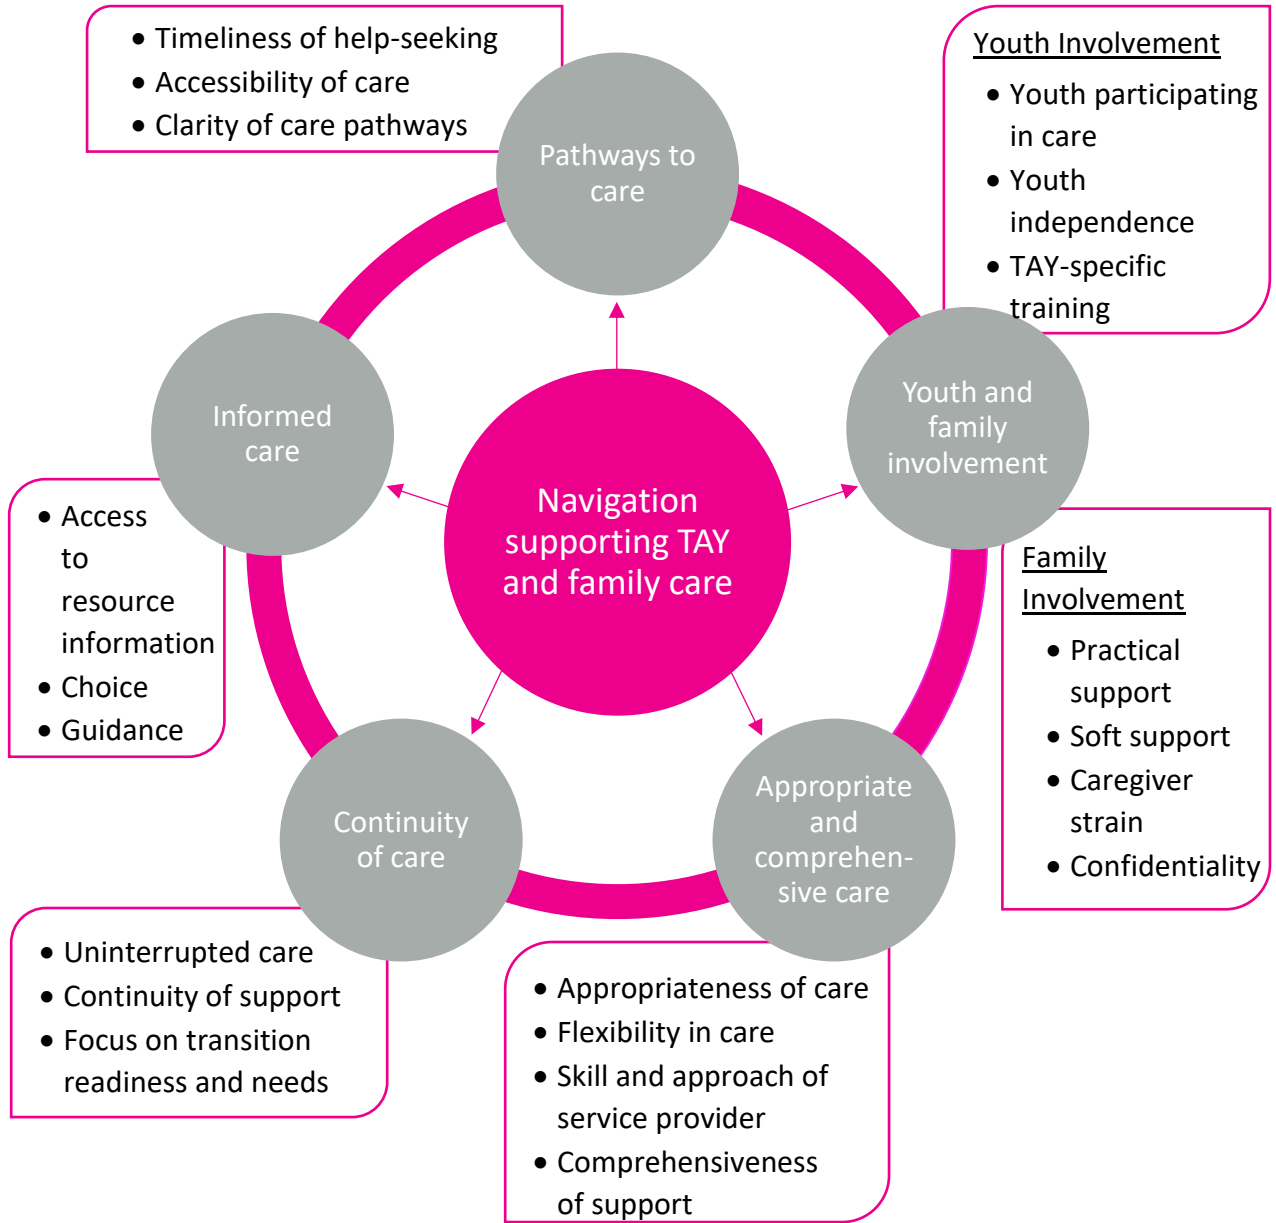 • Timeliness of help-seeking
• Accessibility of care
• Clarity of care pathways
Pathways to
care
Youth Involvement
• Youth participating
in care
• Youth
independence
• TAY-specific
training
Youth and
family
involvement
Family
Involvement
• Practical
support
• Soft support
• Caregiver
strain
• Confidentiality
Navigation
supporting TAY
and family care
Informed
care
• Access
to
resource
information
• Choice
• Guidance
Continuity
of care
• Uninterrupted care
• Continuity of support
• Focus on transition
readiness and needs
Appropriate
and
comprehen-
sive care
• Appropriateness of care
• Flexibility in care
• Skill and approach of
service provider
• Comprehensiveness
of support